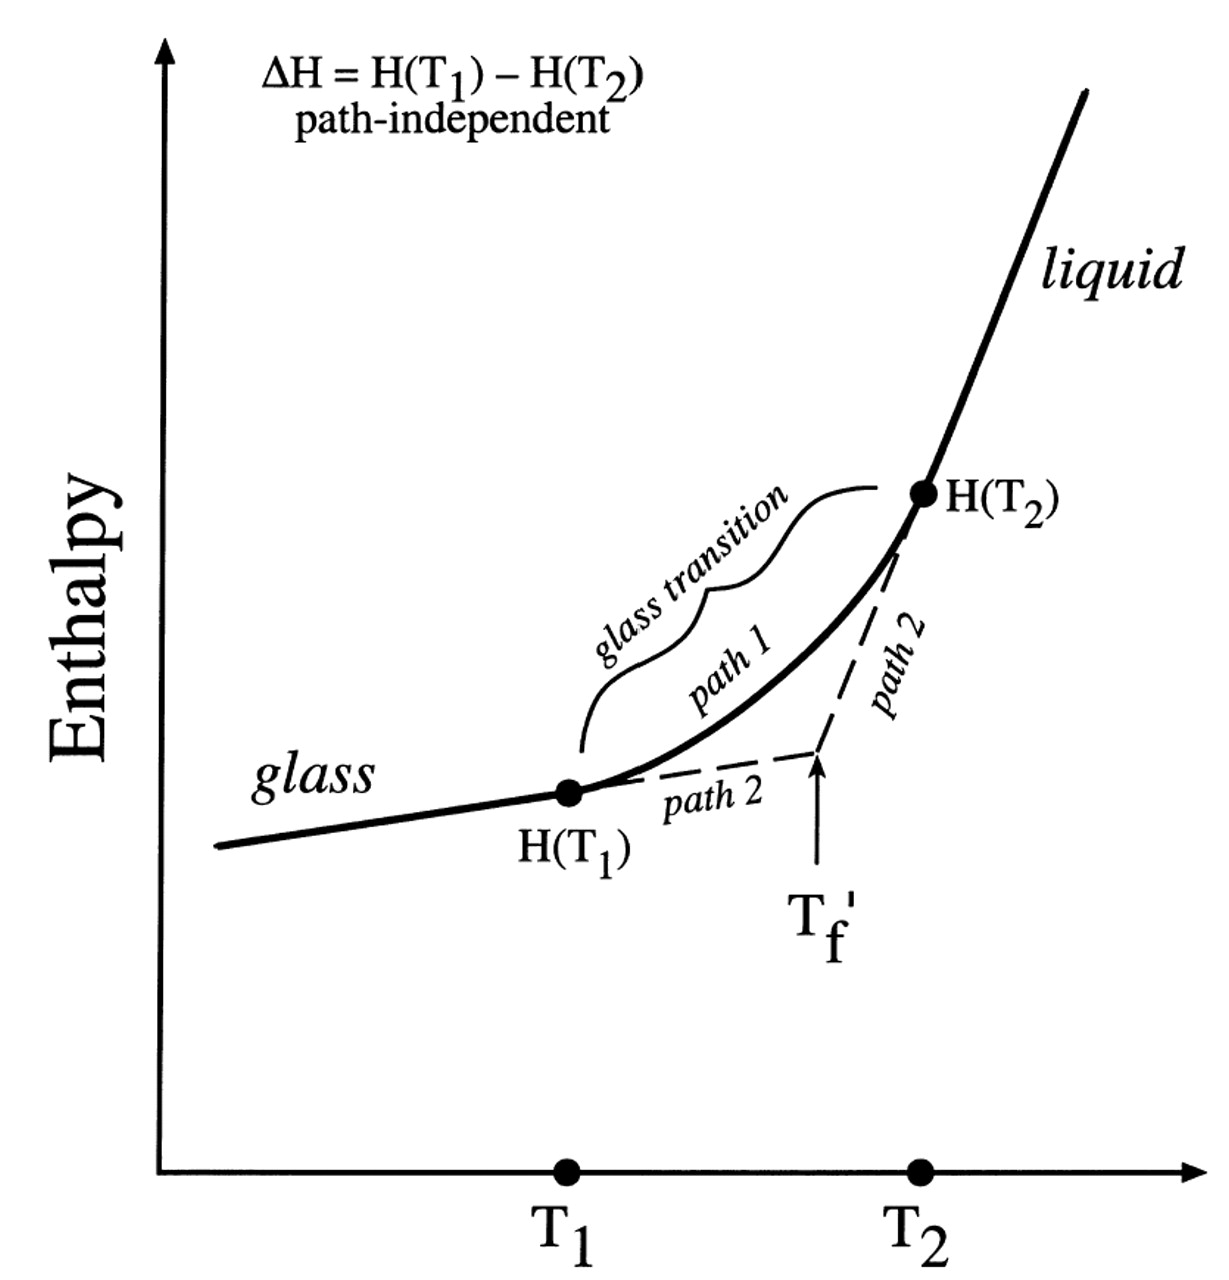 ΔH = H(T₁) – H(T₂)
path-independent
liquid
H(T₂)
glass transition
path 1
path 2
glass
path 2
H(T₁)
T_f'
Enthalpy
T₁
T₂